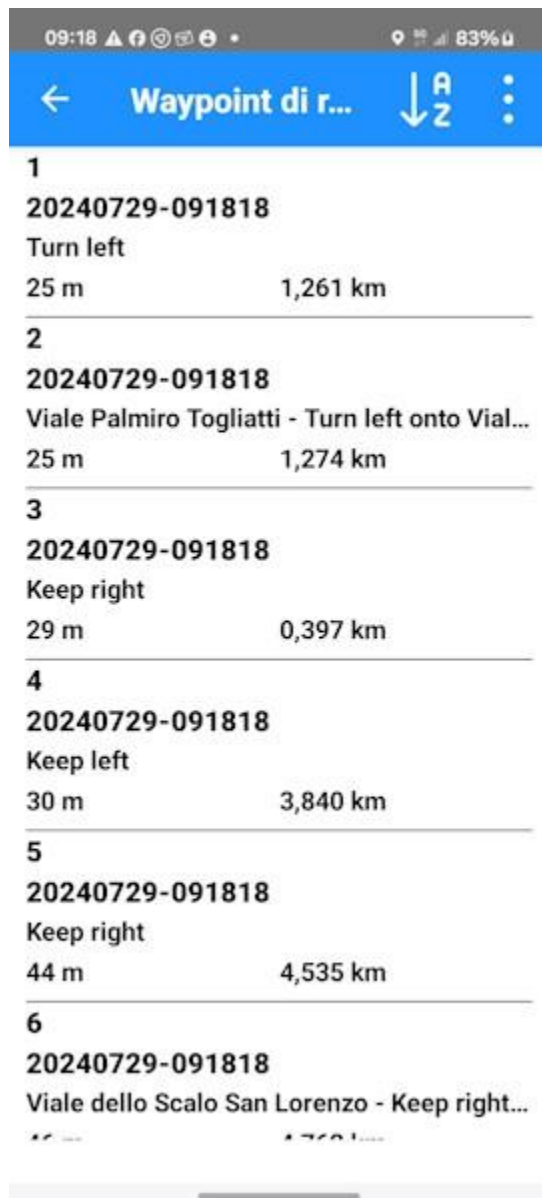 09:18
83%
Waypoint di r...
A
Z
1
20240729-091818
Turn left
25 m 1,261 km
2
20240729-091818
Viale Palmiro Togliatti - Turn left onto Vial...
25 m 1,274 km
3
20240729-091818
Keep right
29 m 0,397 km
4
20240729-091818
Keep left
30 m 3,840 km
5
20240729-091818
Keep right
44 m 4,535 km
6
20240729-091818
Viale dello Scalo San Lorenzo - Keep right...